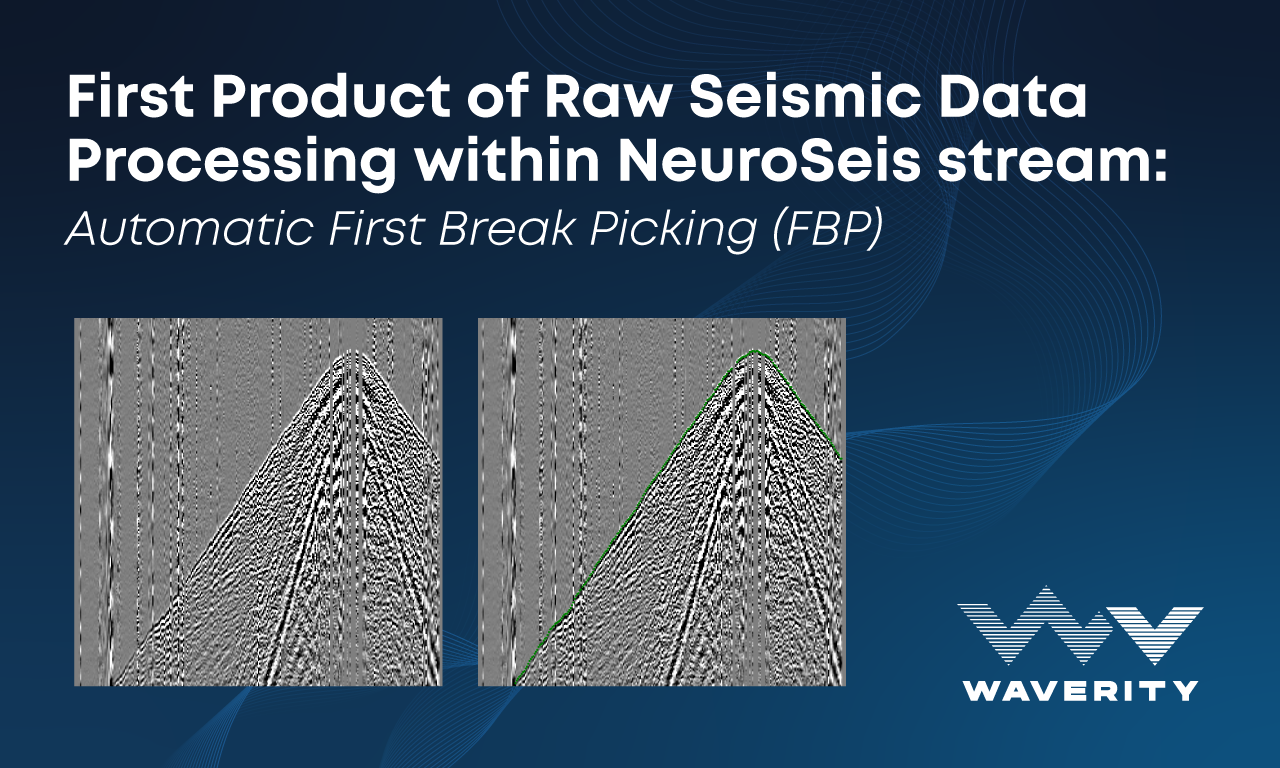 First Product of Raw Seismic Data
Processing within NeuroSeis stream:
Automatic First Break Picking (FBP)
WAVERITY